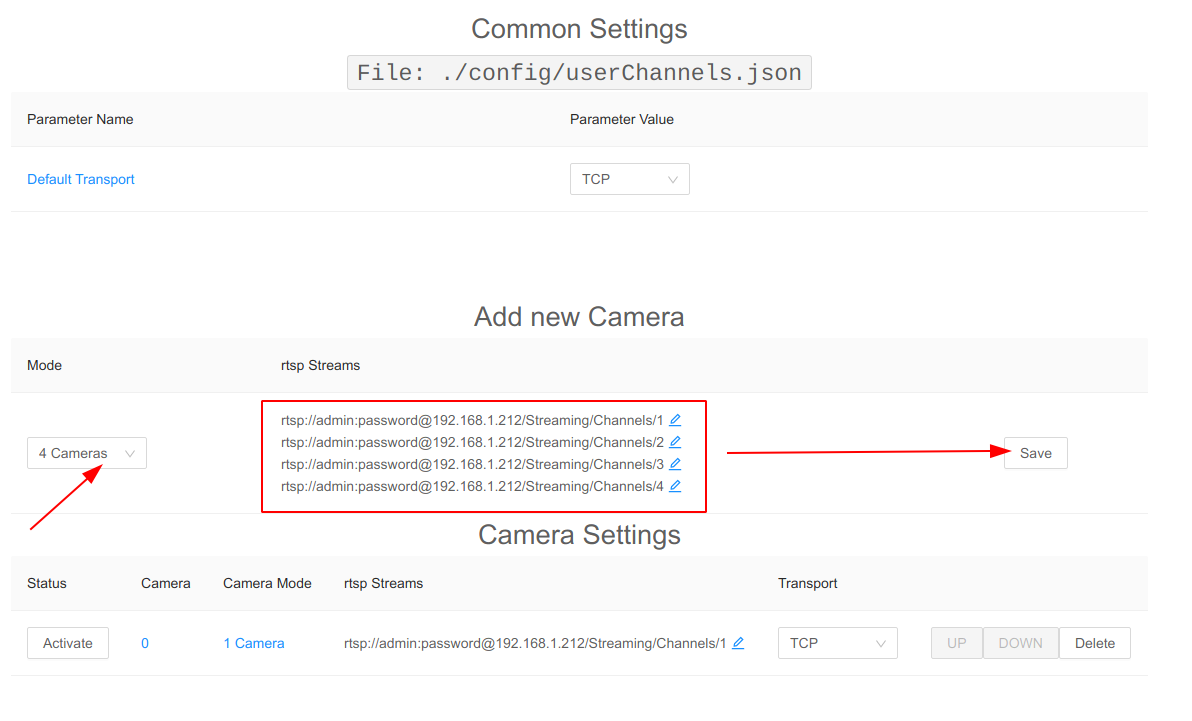 Common Settings
File: ./config/userChannels.json
Parameter Name Parameter Value
Default Transport TCP
Add new Camera
Mode rtsp Streams
rtsp://admin:password@192.168.1.212/Streaming/Channels/1
rtsp://admin:password@192.168.1.212/Streaming/Channels/2
4 Cameras Save
rtsp://admin:password@192.168.1.212/Streaming/Channels/3
rtsp://admin:password@192.168.1.212/Streaming/Channels/4
Camera Settings
Status Camera Camera Mode rtsp Streams Transport
Activate 0 1 Camera rtsp://admin:password@192.168.1.212/Streaming/Channels/1 TCP UP DOWN Delete